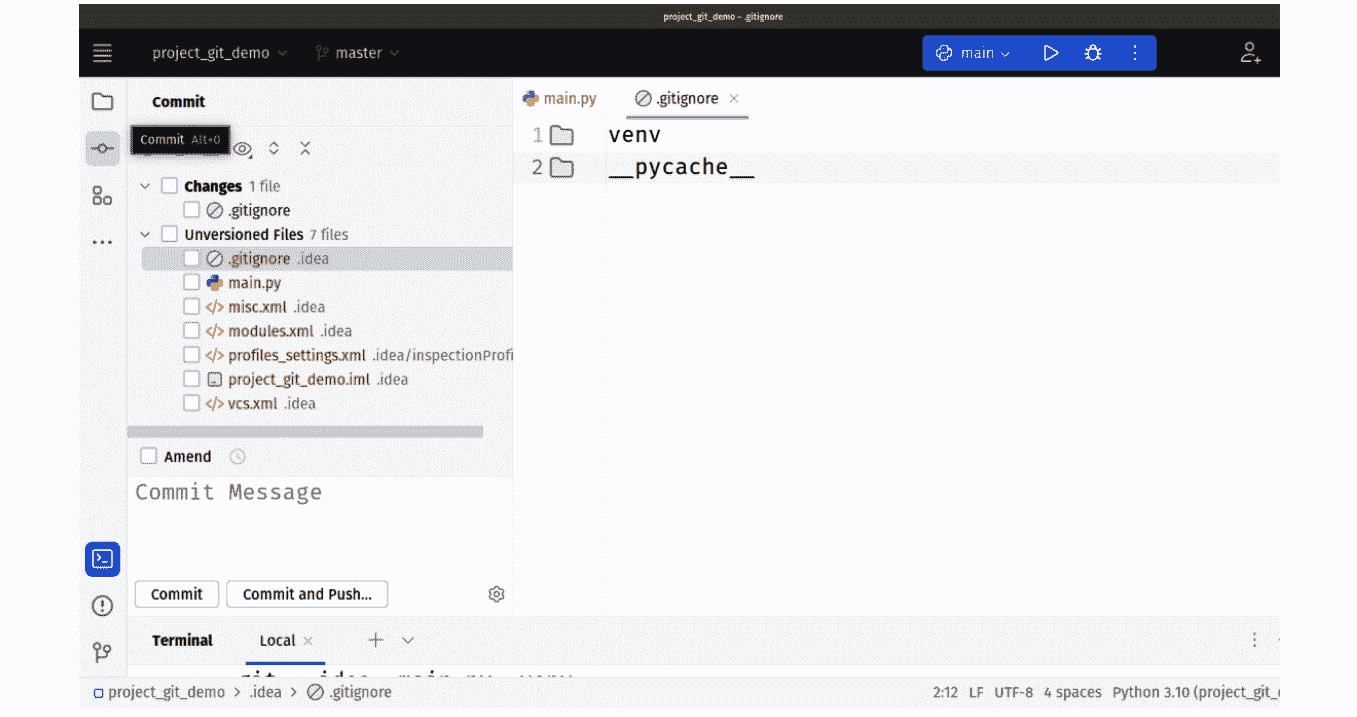 project_git_demo – .gitignore
project_git_demo master main
Commit
main.py .gitignore
Commit Alt+0
1 venv
2 __pycache__
Changes 1 file
.gitignore
Unversioned Files 7 files
.gitignore .idea
main.py
misc.xml .idea
modules.xml .idea
profiles_settings.xml .idea/inspectionProfi
project_git_demo.iml .idea
vcs.xml .idea
Amend
Commit Message
Commit Commit and Push...
Terminal Local
project_git_demo > .idea > .gitignore 2:12 LF UTF-8 4 spaces Python 3.10 (project_git_